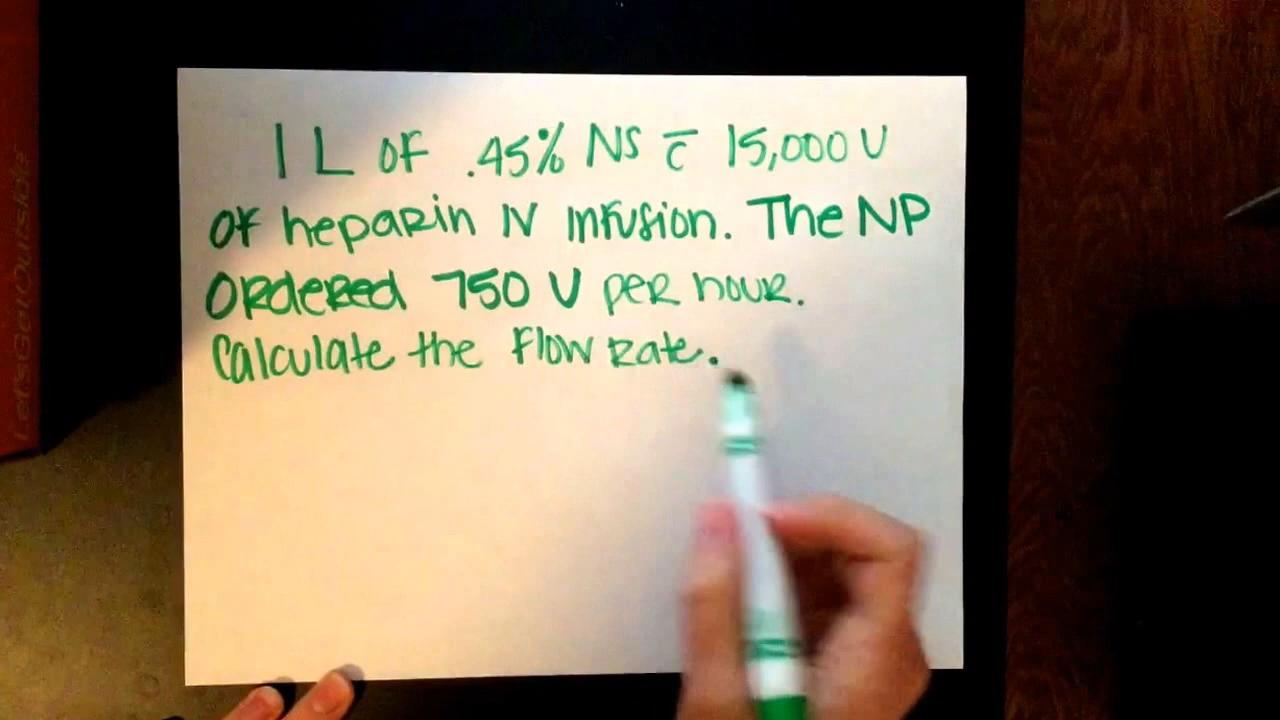 1 L OF .45% NS c̅ 15,000 U
OF heparin IV infusion. The NP
Ordered 750 U per hour.
Calculate the flow rate.
LetsGoOutside